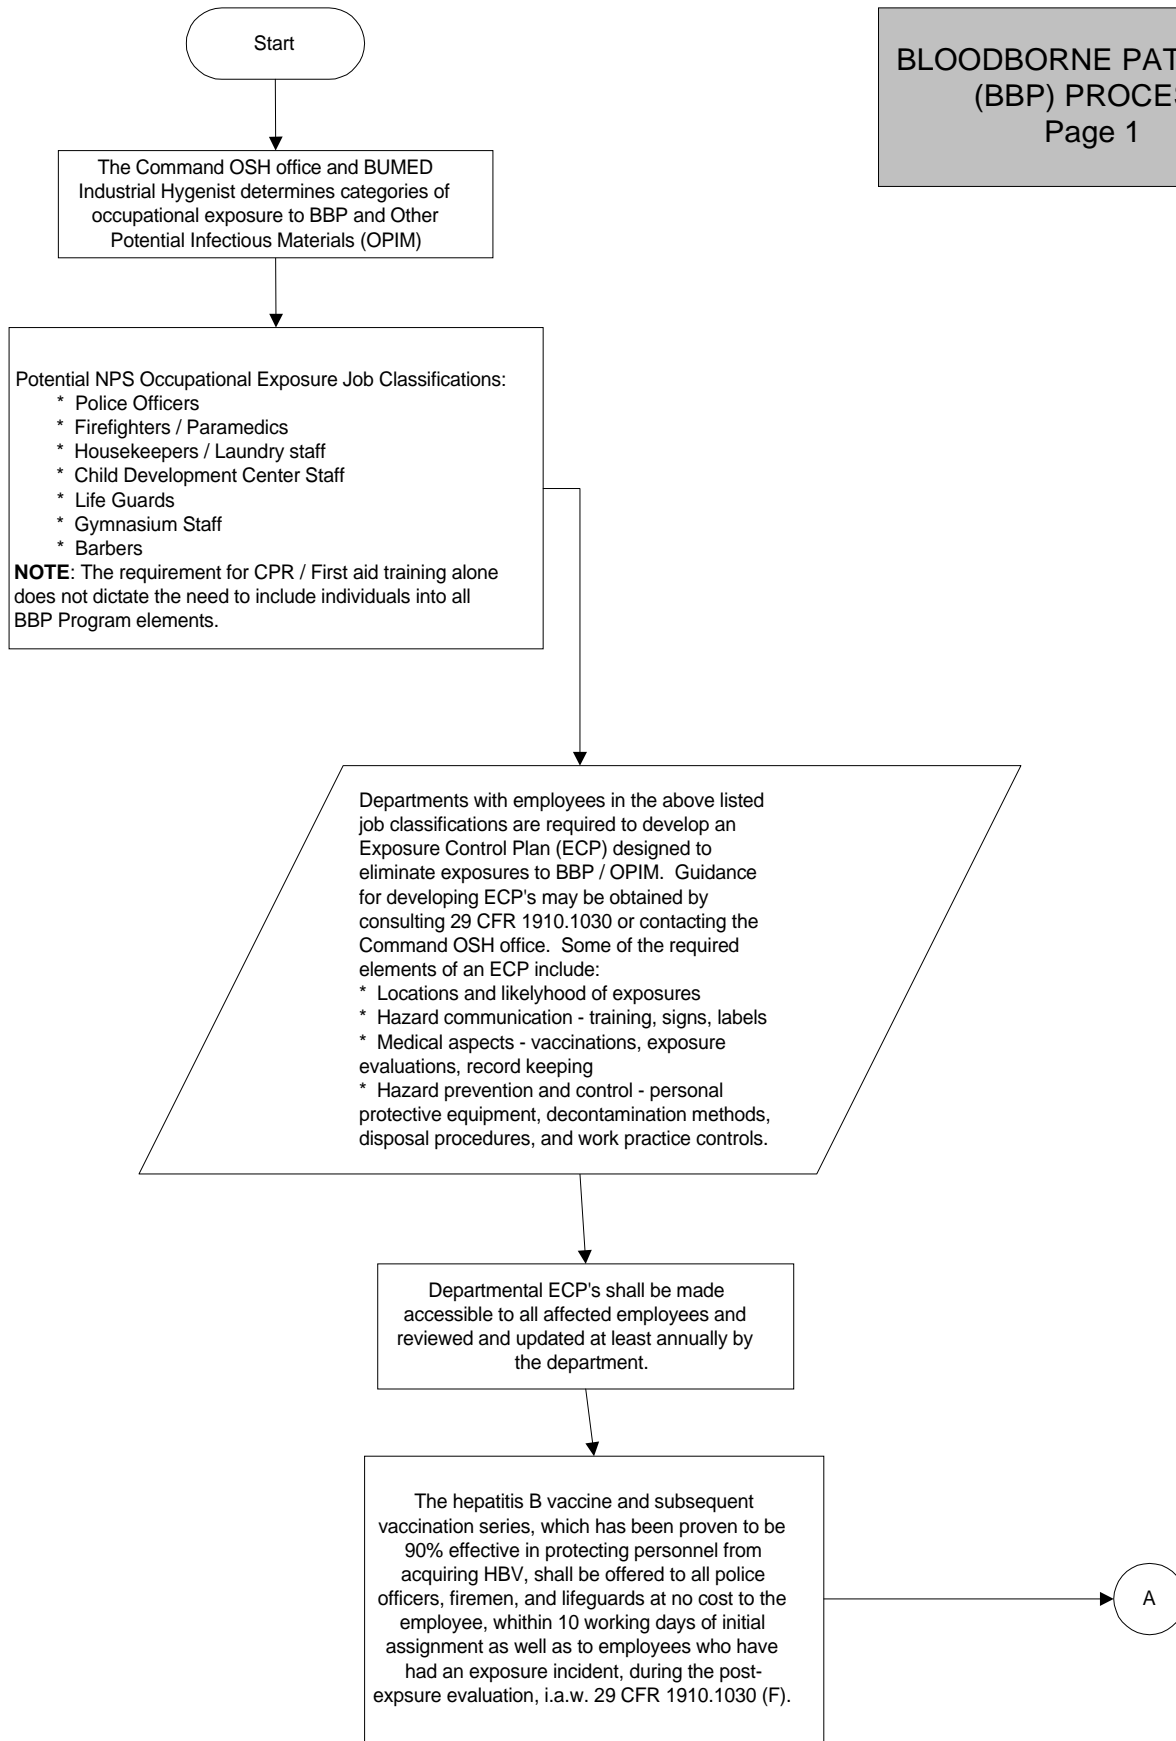 Start
BLOODBORNE
(BBP)
Page 1
The Command OSH office and BUMED
Industrial Hygenist determines categories of
occupational exposure to BBP and Other
Potential Infectious Materials (OPIM)
Potential NPS Occupational Exposure Job Classifications:
* Police Officers
* Firefighters / Paramedics
* Housekeepers / Laundry staff
* Child Development Center Staff
* Life Guards
* Gymnasium Staff
* Barbers
NOTE: The requirement for CPR / First aid training alone
does not dictate the need to include individuals into all
BBP Program elements.
Departments with employees in the above listed
job classifications are required to develop an
Exposure Control Plan (ECP) designed to
eliminate exposures to BBP / OPIM. Guidance
for developing ECP's may be obtained by
consulting 29 CFR 1910.1030 or contacting the
Command OSH office. Some of the required
elements of an ECP include:
* Locations and likelyhood of exposures
* Hazard communication - training, signs, labels
* Medical aspects - vaccinations, exposure
evaluations, record keeping
* Hazard prevention and control - personal
protective equipment, decontamination methods,
disposal procedures, and work practice controls.
Departmental ECP's shall be made
accessible to all affected employees and
reviewed and updated at least annually by
the department.
The hepatitis B vaccine and subsequent
vaccination series, which has been proven to be
90% effective in protecting personnel from
acquiring HBV, shall be offered to all police
officers, firemen, and lifeguards at no cost to the
employee, whithin 10 working days of initial
assignment as well as to employees who have
had an exposure incident, during the post-
expsure evaluation, i.a.w. 29 CFR 1910.1030 (F).
A